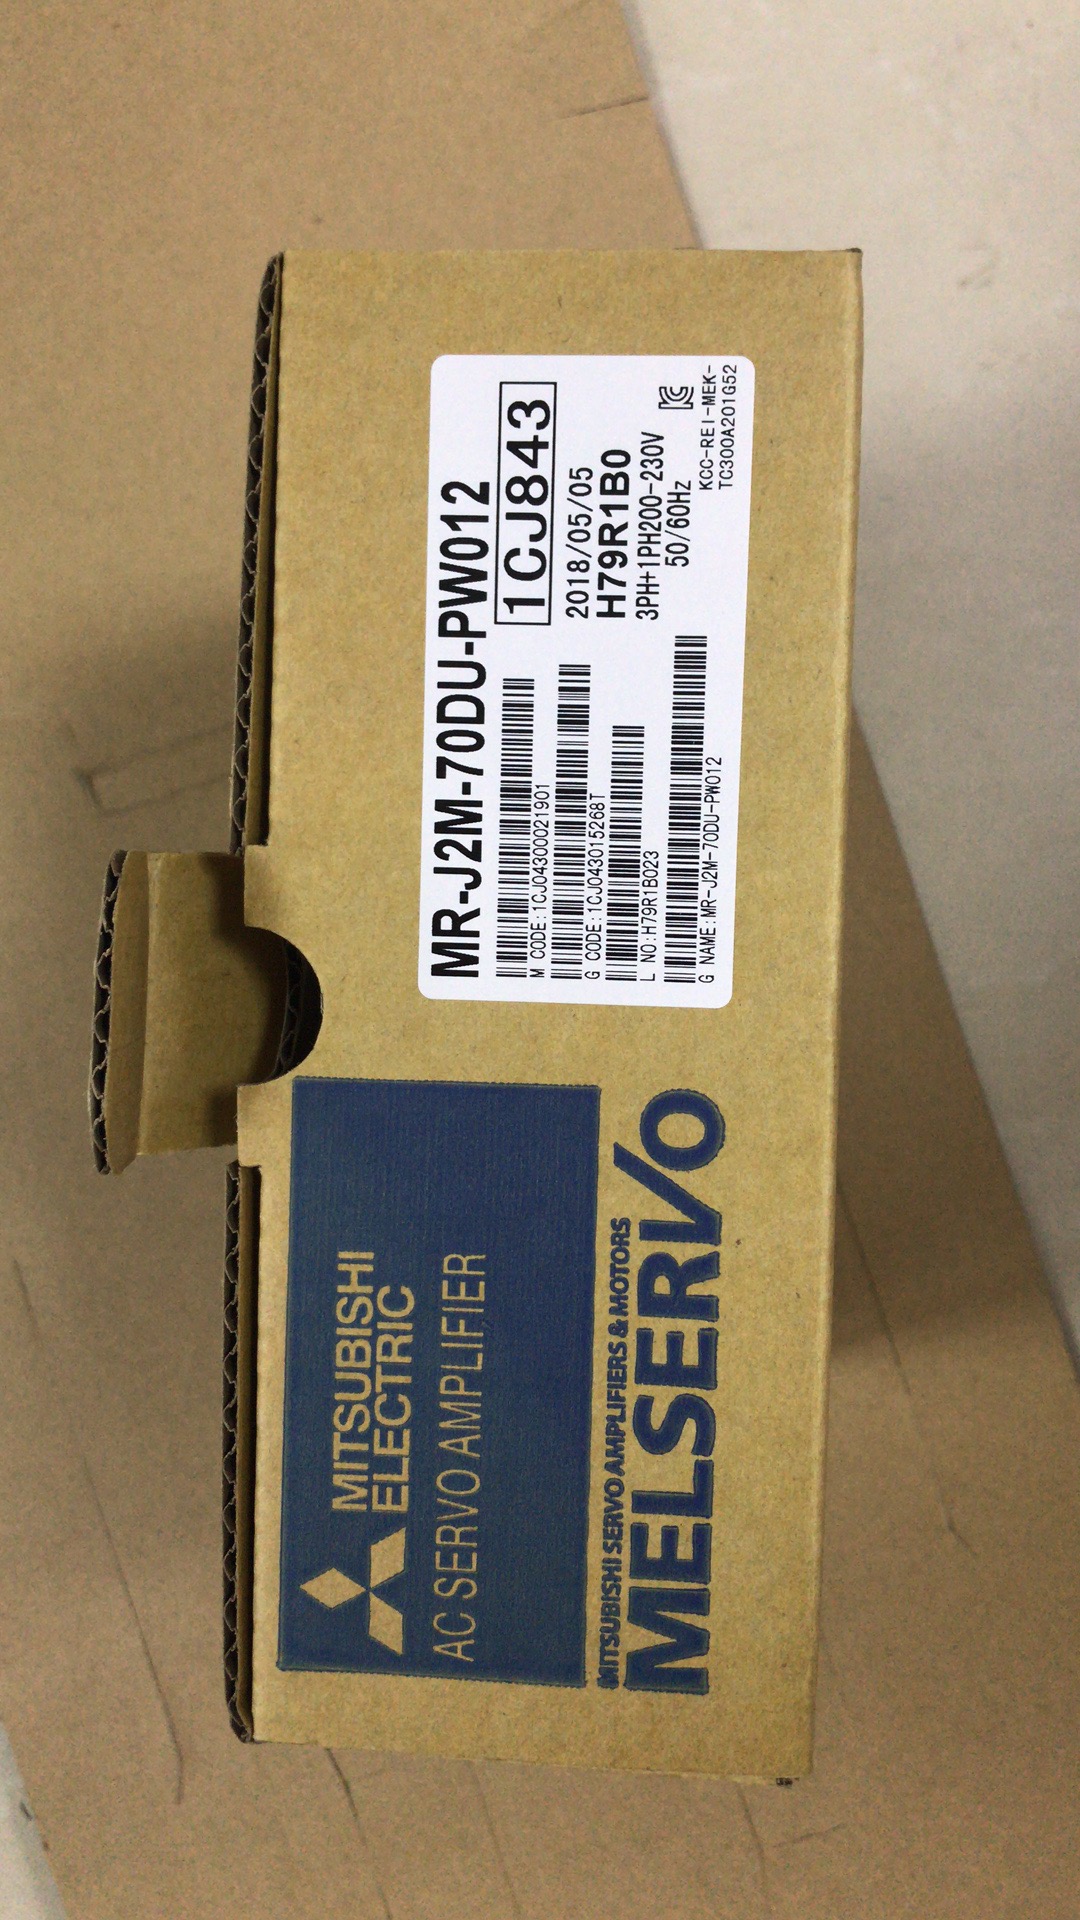 MITSUBISHI
ELECTRIC
AC SERVO AMPLIFIER
MITSUBISHI SERVO AMPLIFIERS & MOTORS
MELSERVO
MR-J2M-70DU-PW012
1CJ843
M CODE:1CJ04300021901
2018/05/05
G CODE:1CJ043015268T
H79R1B0
L NO:H79R1B023
3PH+1PH200-230V
50/60Hz
G NAME:MR-J2M-70DU-PW012
KCC-REI-MEK-
TC300A201G52